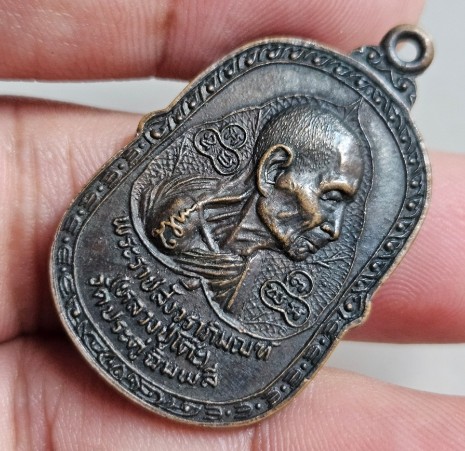 พระราชสังวราภิมณฑ์
(หลวงปู่โต๊ะ)
วัดประดู่ฉิมพลี